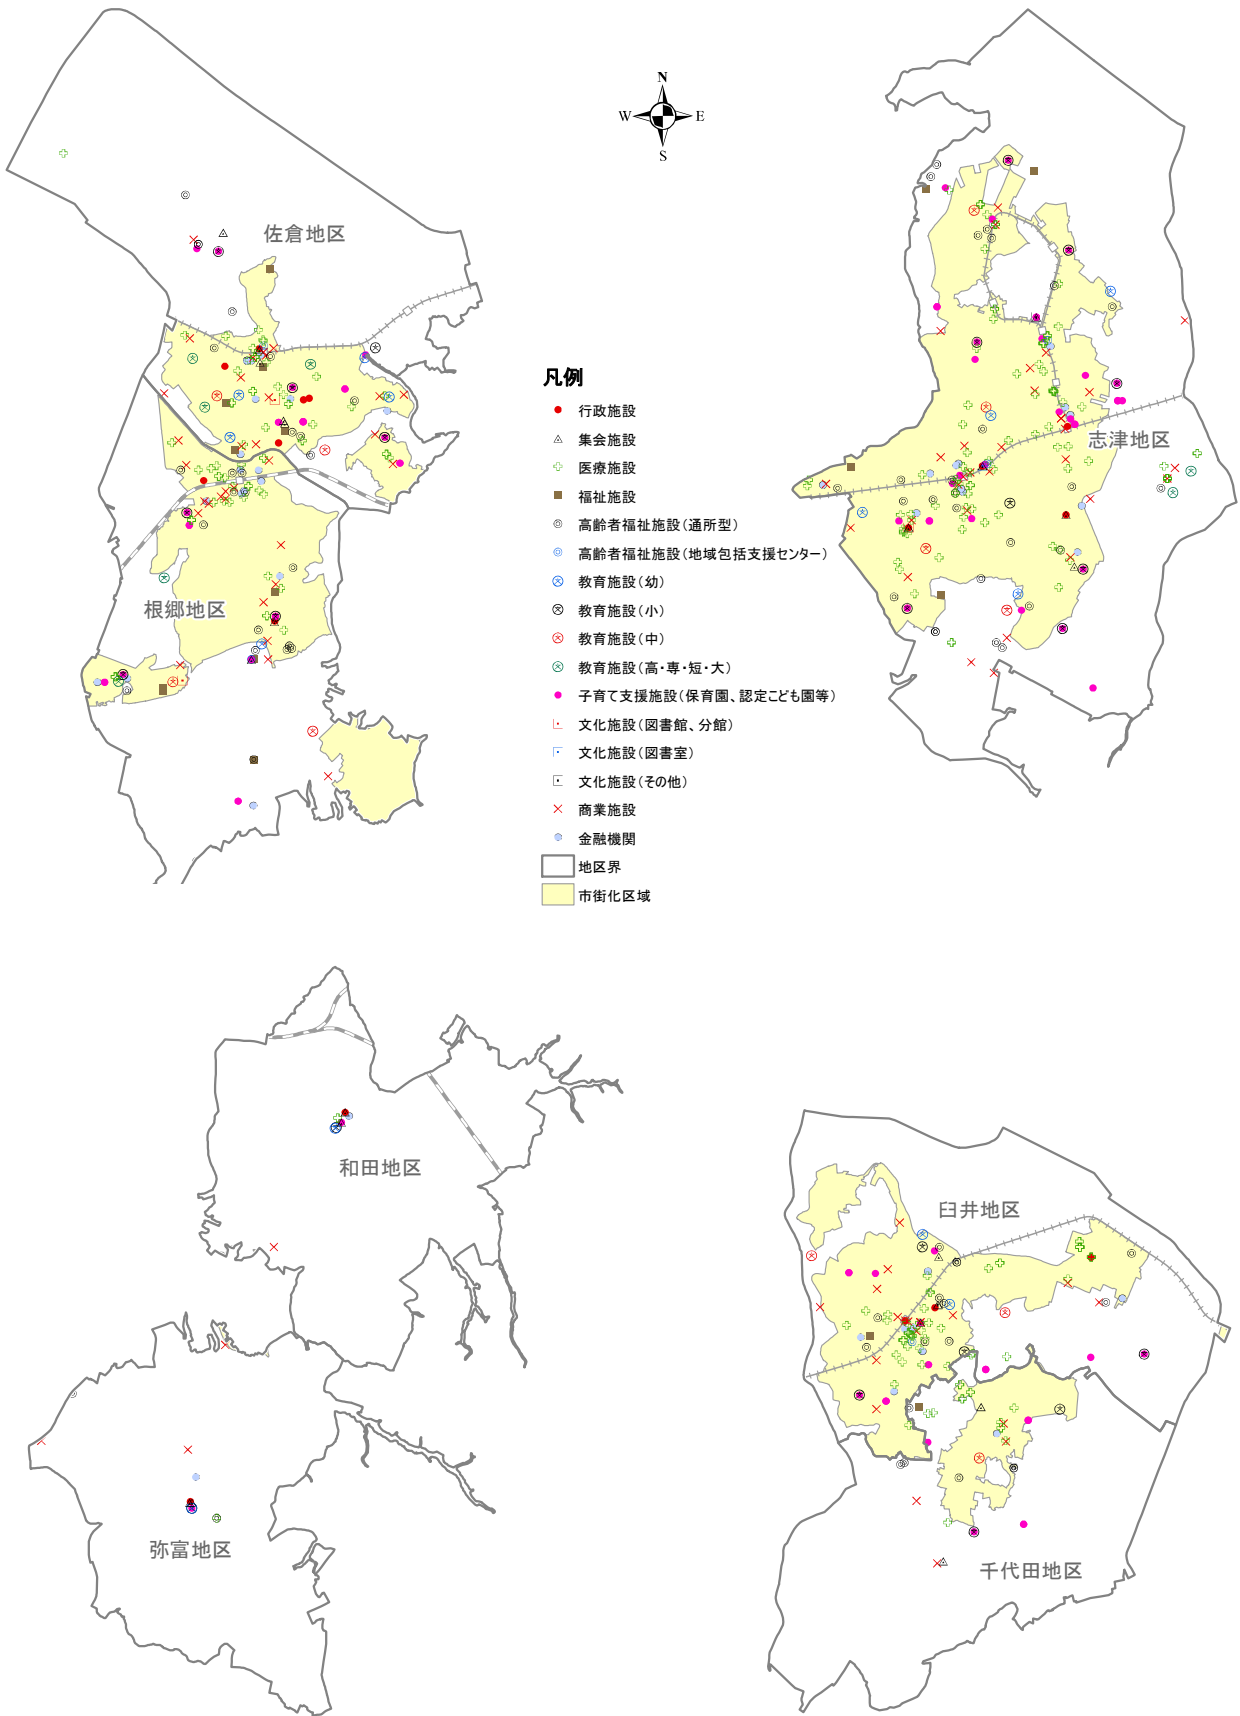 N
W
E
S
佐倉地区
志津地区
根郷地区
凡例
行政施設
集会施設
医療施設
福祉施設
高齢者福祉施設(通所型)
高齢者福祉施設(地域包括支援センター)
教育施設(幼)
教育施設(小)
教育施設(中)
教育施設(高・専・短・大)
子育て支援施設(保育園、認定こども園等)
文化施設(図書館、分館)
文化施設(図書室)
文化施設(その他)
商業施設
金融機関
地区界
市街化区域
和田地区
臼井地区
弥富地区
千代田地区